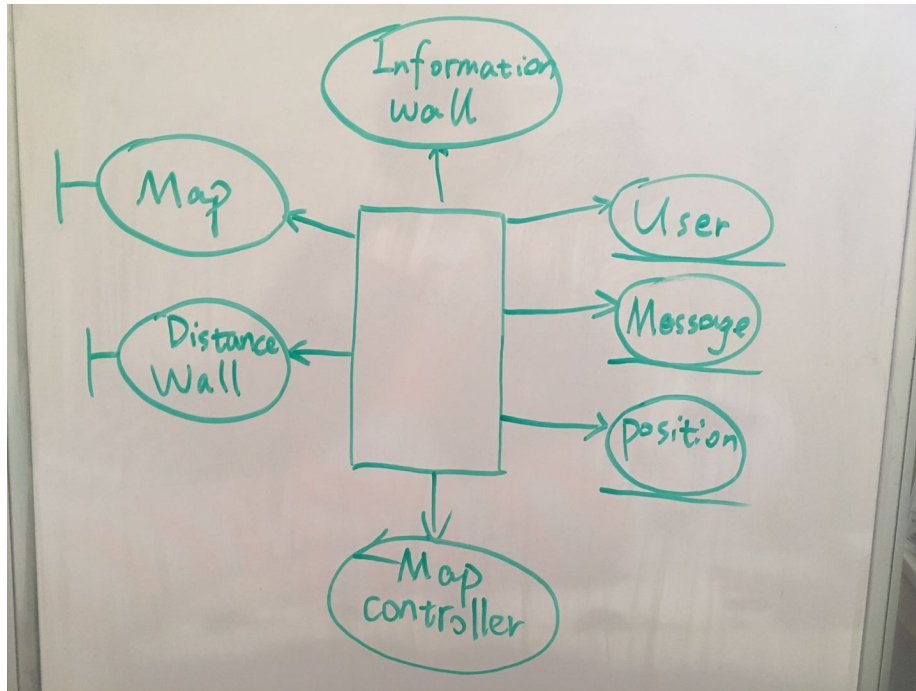 Information
Wall
Map
User
Message
Distance
Wall
position
Map
controller